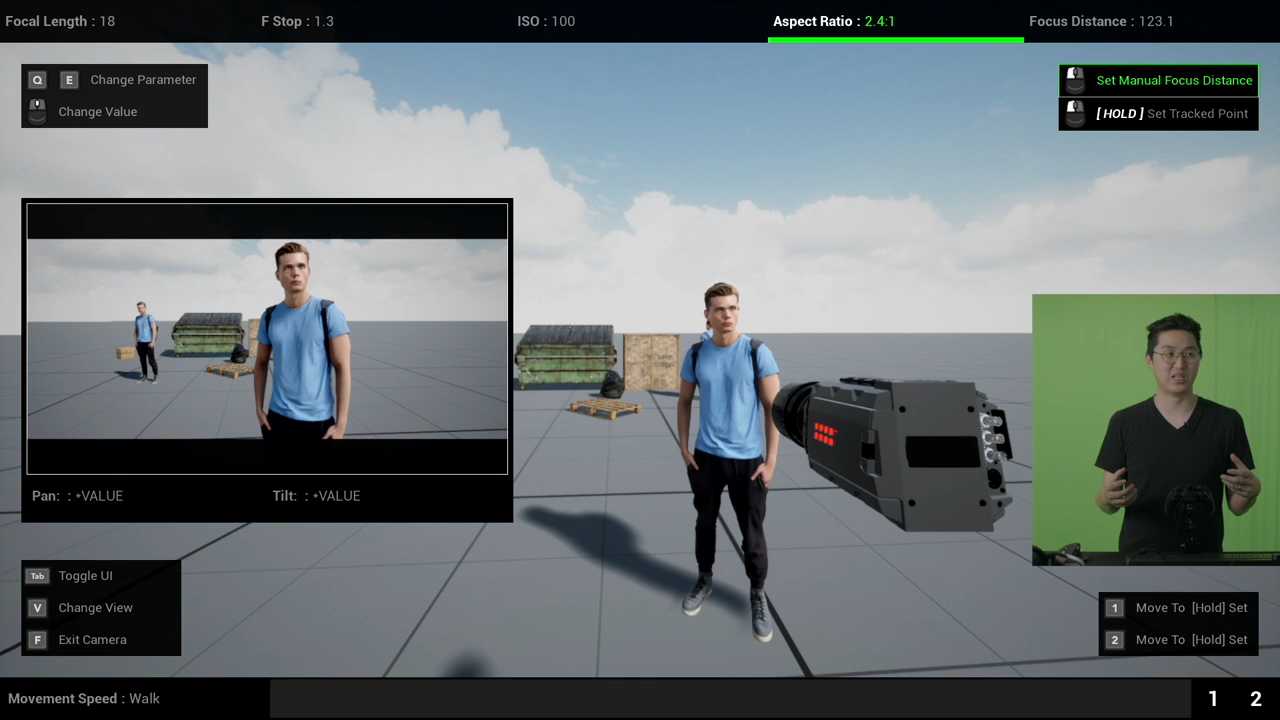 Focal Length : 18
F Stop : 1.3
ISO : 100
Aspect Ratio : 2.4:1
Focus Distance : 123.1
Q E Change Parameter
Change Value
Set Manual Focus Distance
[ HOLD ] Set Tracked Point
Pan: : *VALUE
Tilt: : *VALUE
Tab Toggle UI
V Change View
F Exit Camera
1 Move To [Hold] Set
2 Move To [Hold] Set
Movement Speed : Walk
1 2